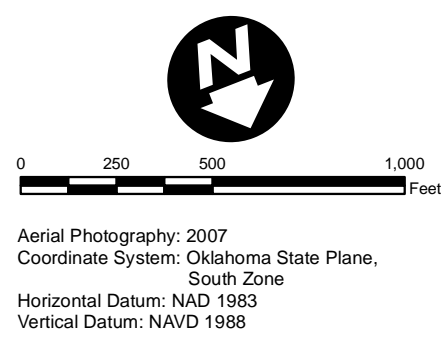 N
0 250 500 1,000
Feet
Aerial Photography: 2007
Coordinate System: Oklahoma State Plane,
South Zone
Horizontal Datum: NAD 1983
Vertical Datum: NAVD 1988